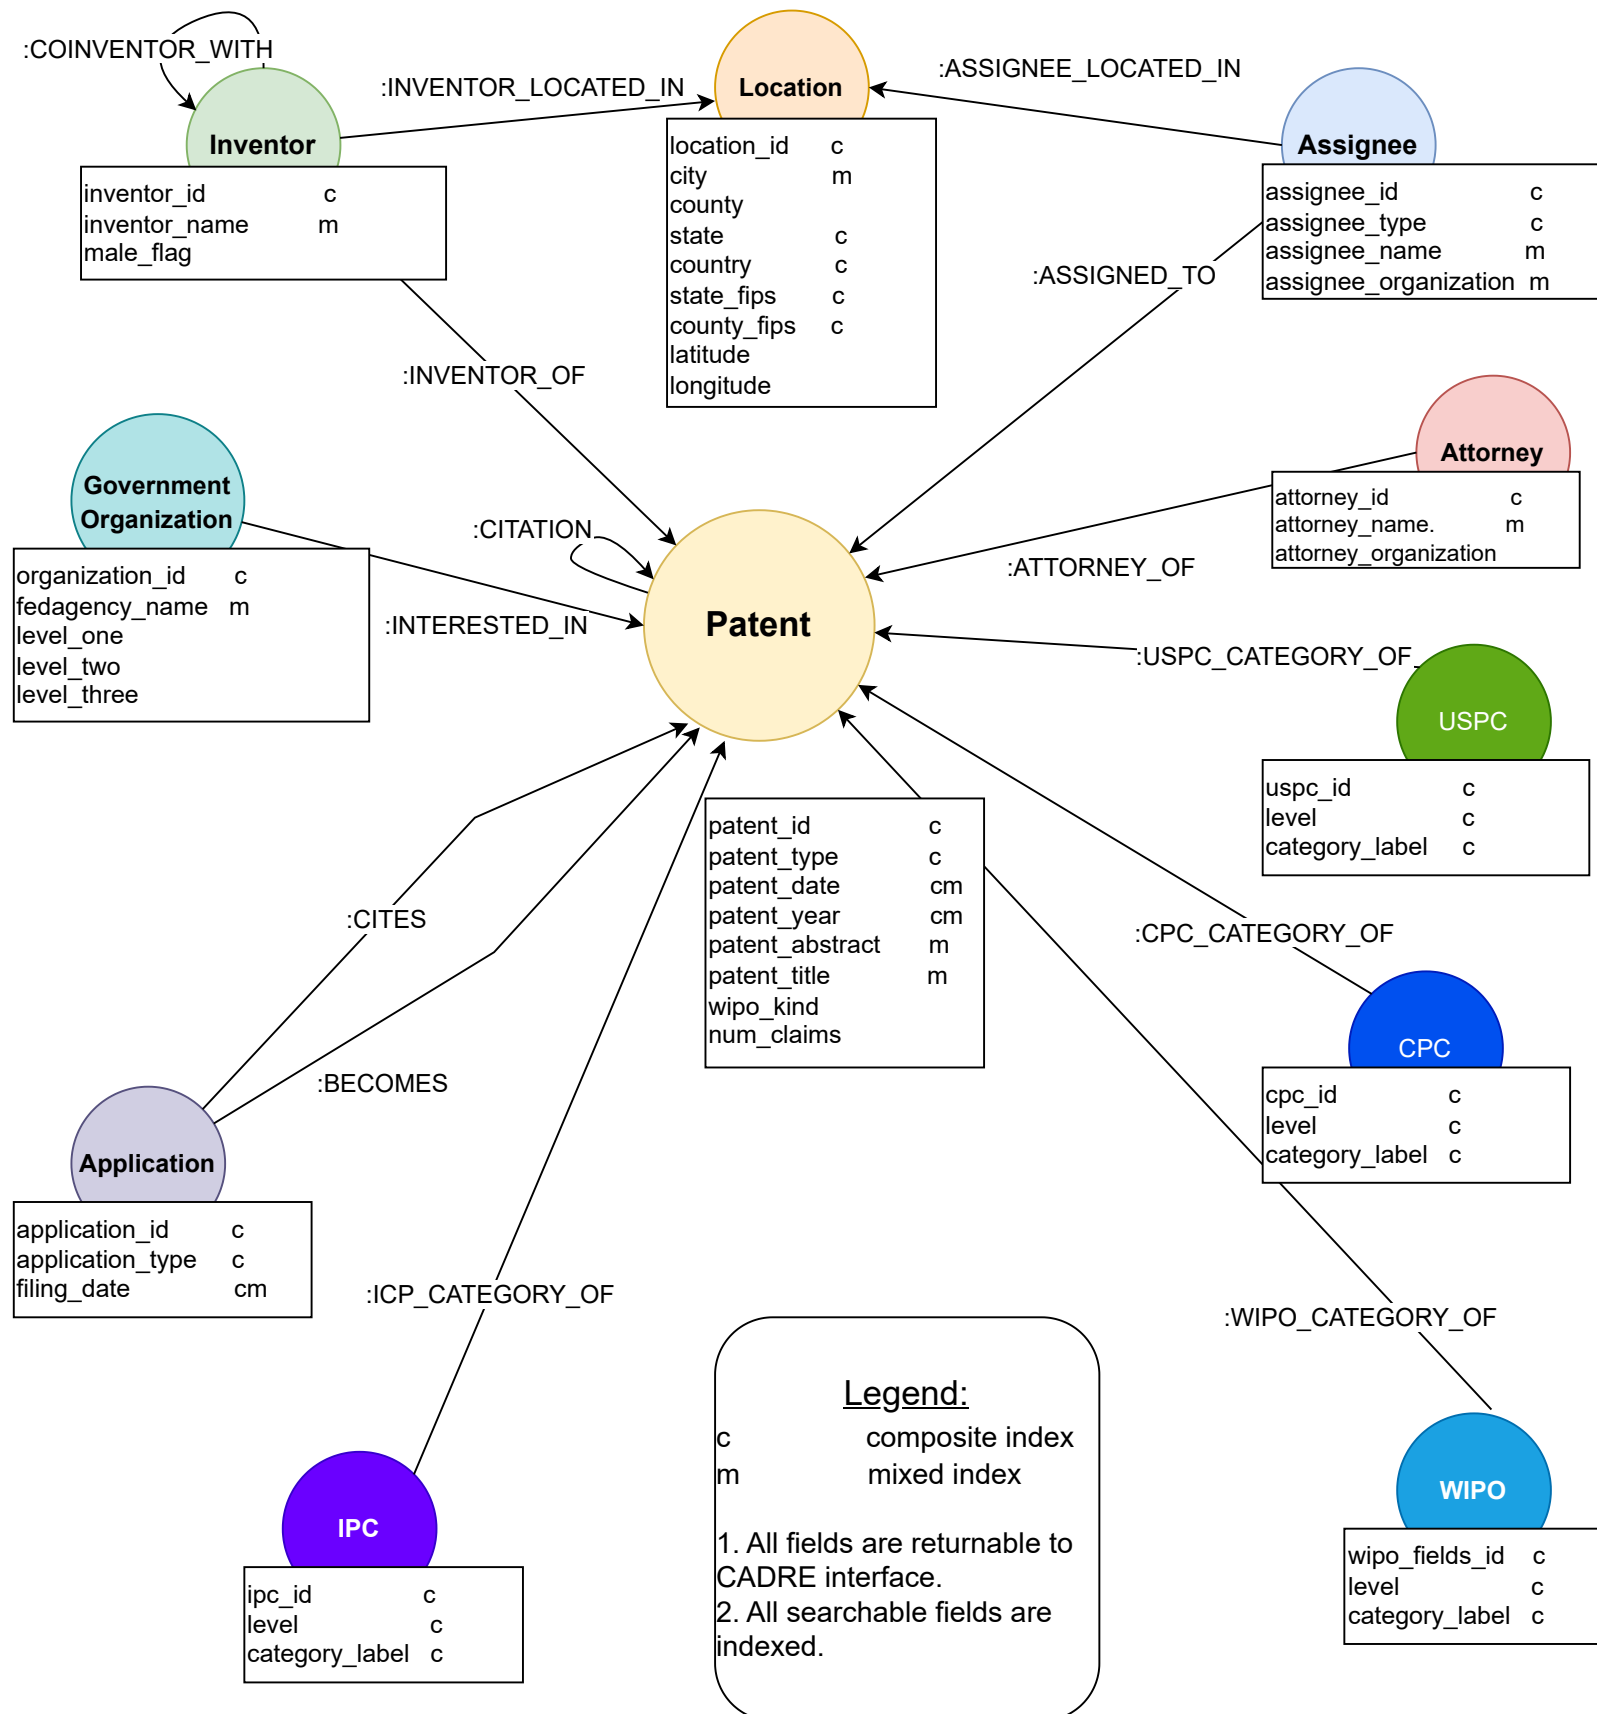 :COINVENTOR_WITH
Inventor
inventor_id c
inventor_name m
male_flag
:INVENTOR_LOCATED_IN
Location
location_id c
city m
county
state c
country c
state_fips c
county_fips c
latitude
longitude
:ASSIGNEE_LOCATED_IN
Assignee
assignee_id c
assignee_type c
assignee_name m
assignee_organization m
:ASSIGNED_TO
:INVENTOR_OF
Government
Organization
organization_id c
fedagency_name m
level_one
level_two
level_three
:INTERESTED_IN
:CITATION
Patent
Attorney
attorney_id c
attorney_name. m
attorney_organization
:ATTORNEY_OF
:USPC_CATEGORY_OF_
USPC
uspc_id c
level c
category_label c
patent_id c
patent_type c
patent_date cm
patent_year cm
patent_abstract m
patent_title m
wipo_kind
num_claims
:CITES
:BECOMES
:CPC_CATEGORY_OF
CPC
cpc_id c
level c
category_label c
Application
application_id c
application_type c
filing_date cm
:ICP_CATEGORY_OF
:WIPO_CATEGORY_OF
IPC
ipc_id c
level c
category_label c
Legend:
c composite index
m mixed index
1. All fields are returnable to
CADRE interface.
2. All searchable fields are
indexed.
WIPO
wipo_fields_id c
level c
category_label c